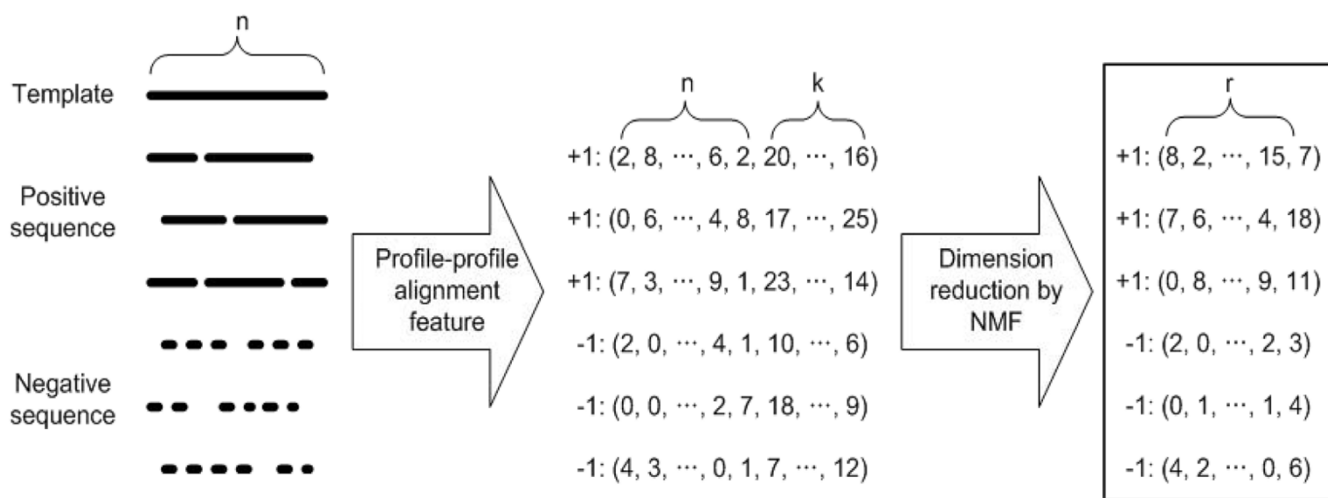 n
Template
Positive
sequence
Negative
sequence
Profile-profile
alignment
feature
n k
+1: (2, 8, ···, 6, 2, 20, ···, 16)
+1: (0, 6, ···, 4, 8, 17, ···, 25)
+1: (7, 3, ···, 9, 1, 23, ···, 14)
-1: (2, 0, ···, 4, 1, 10, ···, 6)
-1: (0, 0, ···, 2, 7, 18, ···, 9)
-1: (4, 3, ···, 0, 1, 7, ···, 12)
Dimension
reduction by
NMF
r
+1: (8, 2, ···, 15, 7)
+1: (7, 6, ···, 4, 18)
+1: (0, 8, ···, 9, 11)
-1: (2, 0, ···, 2, 3)
-1: (0, 1, ···, 1, 4)
-1: (4, 2, ···, 0, 6)